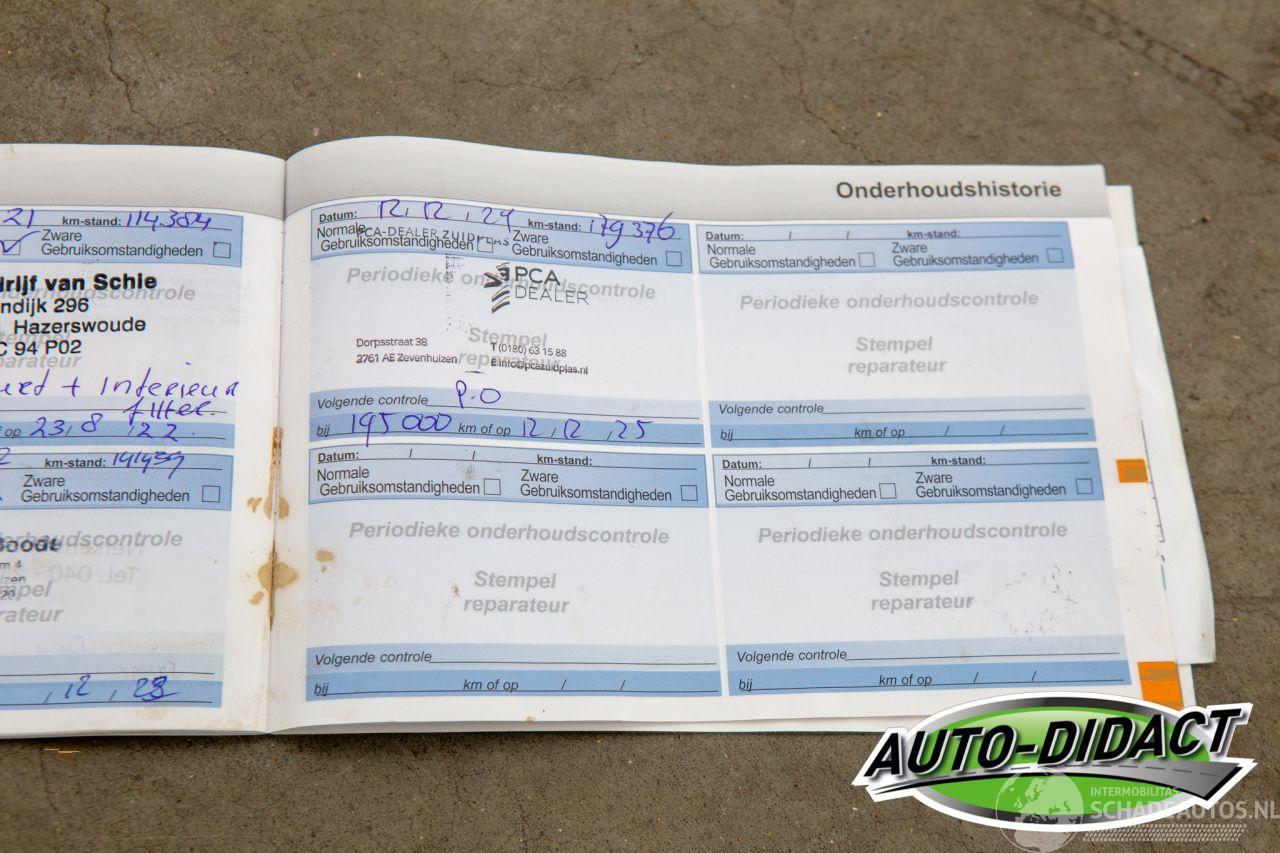 Onderhoudshistorie
21 km-stand: 114.384
Zware
Gebruiksomstandigheden
drijf van Schie
ndijk 296
Hazerswoude
C 94 P02
+ Interieur
filter.
of op 23, 8, 22.
km-stand: 141439
Zware
Gebruiksomstandigheden
Boodt
Tel. 040
, 12, 23
Datum: 12, 12, 24 km-stand: 179376
Normale
Gebruiksomstandigheden
Zware
Gebruiksomstandigheden
PCA-DEALER ZUIDPLAS
Periodieke onderhoudscontrole
PCA
DEALER
Stempel
reparateur
Dorpsstraat 38
2761 AE Zevenhuizen
T (0180) 63 15 88
E info@pcazuidplas.nl
Volgende controle P.O
bij 195000 km of op 12, 12, 25
Datum: / / km-stand:
Normale
Gebruiksomstandigheden
Zware
Gebruiksomstandigheden
Periodieke onderhoudscontrole
Stempel
reparateur
Volgende controle
bij km of op / /
Datum: / / km-stand:
Normale
Gebruiksomstandigheden
Zware
Gebruiksomstandigheden
Periodieke onderhoudscontrole
Stempel
reparateur
Volgende controle
bij km of op / /
Datum: / / km-stand:
Normale
Gebruiksomstandigheden
Zware
Gebruiksomstandigheden
Periodieke onderhoudscontrole
Stempel
reparateur
Volgende controle
bij km of op / /
AUTO-DIDACT
INTERMOBILITAS
SCHADEAUTOS.NL